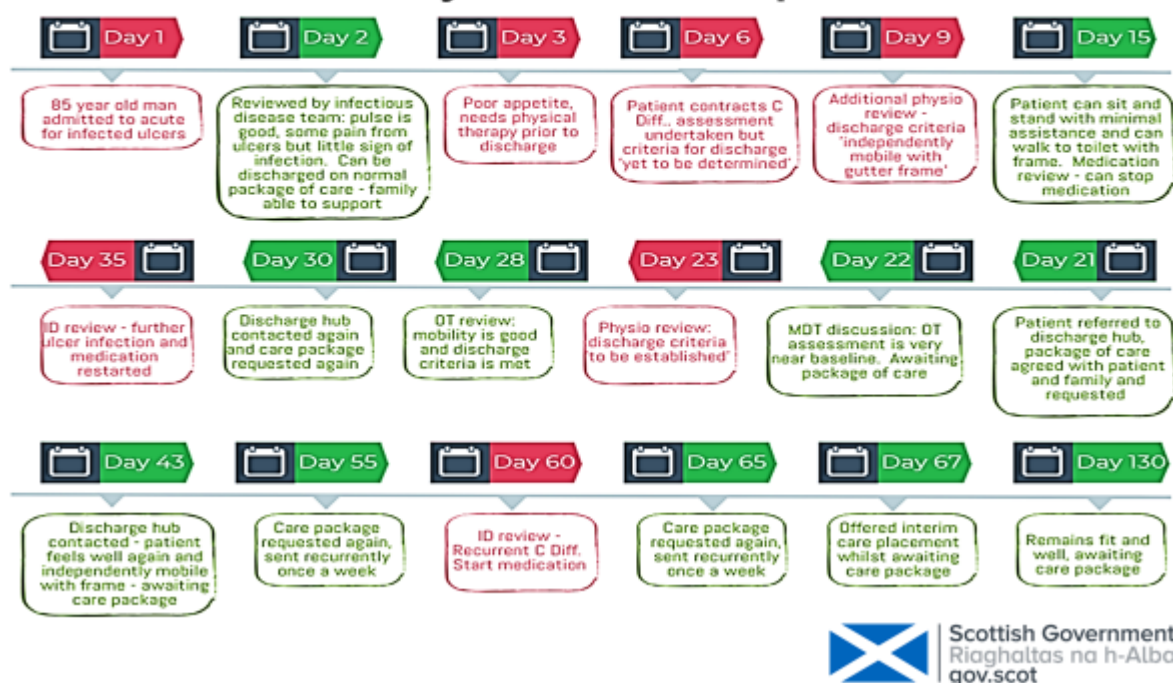 Day 1
Day 2
Day 3
Day 6
Day 9
Day 15
85 year old man
admitted to acute
for infected ulcers
Reviewed by infectious
disease team: pulse is
good, some pain from
ulcers but little sign of
infection. Can be
discharged on normal
package of care - family
able to support
Poor appetite,
needs physical
therapy prior to
discharge
Patient contracts C
Diff.. assessment
undertaken but
criteria for discharge
'yet to be determined'
Additional physio
review -
discharge criteria
'independently
mobile with
gutter frame'
Patient can sit and
stand with minimal
assistance and can
walk to toilet with
frame. Medication
review - can stop
medication
Day 35
Day 30
Day 28
Day 23
Day 22
Day 21
ID review - further
ulcer infection and
medication
restarted
Discharge hub
contacted again
and care package
requested again
OT review:
mobility is good
and discharge
criteria is met
Physio review:
discharge criteria
'to be established'
MDT discussion: OT
assessment is very
near baseline. Awaiting
package of care
Patient referred to
discharge hub,
package of care
agreed with patient
and family and
requested
Day 43
Day 55
Day 60
Day 65
Day 67
Day 130
Discharge hub
contacted - patient
feels well again and
independently mobile
with frame - awaiting
care package
Care package
requested again,
sent recurrently
once a week
ID review -
Recurrent C Diff.
Start medication
Care package
requested again,
sent recurrently
once a week
Offered interim
care placement
whilst awaiting
care package
Remains fit and
well, awaiting
care package
Scottish Government
Riaghaltas na h-Alba
gov.scot